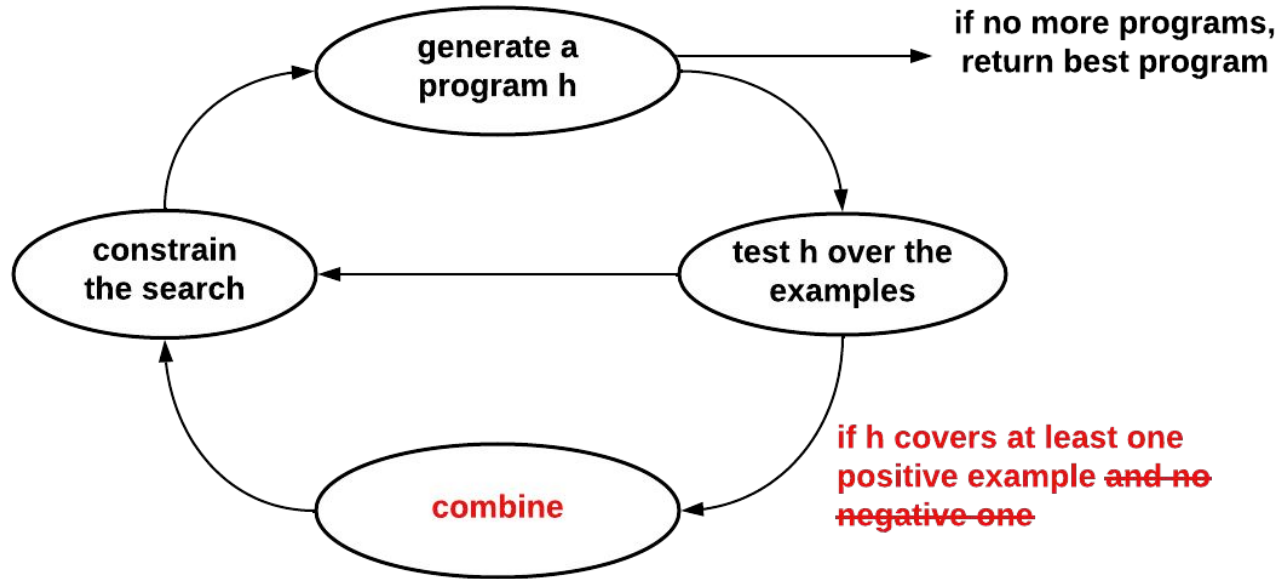 generate a
program h
if no more programs,
return best program
constrain
the search
test h over the
examples
if h covers at least one
positive example and no
negative one
combine